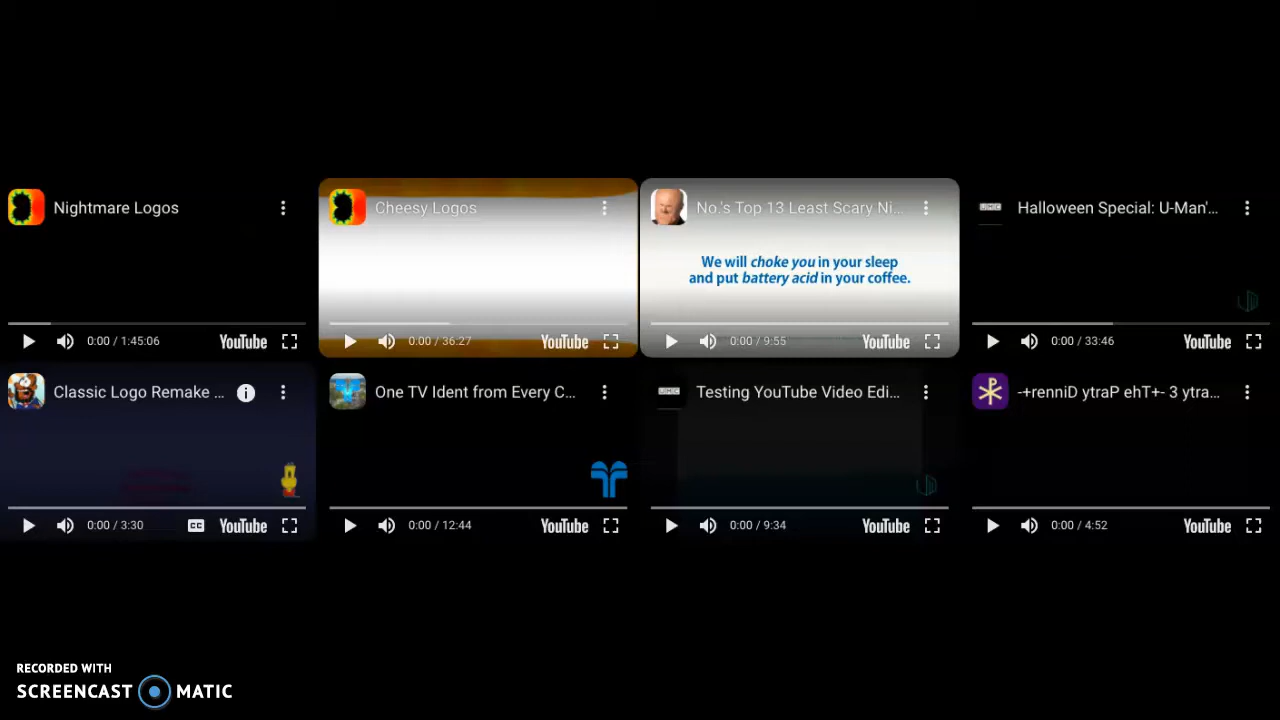 Nightmare Logos
Cheesy Logos
No.'s Top 13 Least Scary Ni...
Halloween Special: U-Man'...
We will choke you in your sleep
and put battery acid in your coffee.
0:00 / 1:45:06
YouTube
0:00 / 36:27
YouTube
0:00 / 9:55
YouTube
0:00 / 33:46
YouTube
Classic Logo Remake ...
One TV Ident from Every C...
Testing YouTube Video Edi...
-+renniD ytraP ehT+- 3 ytra...
0:00 / 3:30
CC
YouTube
0:00 / 12:44
YouTube
0:00 / 9:34
YouTube
0:00 / 4:52
YouTube
RECORDED WITH
SCREENCAST MATIC